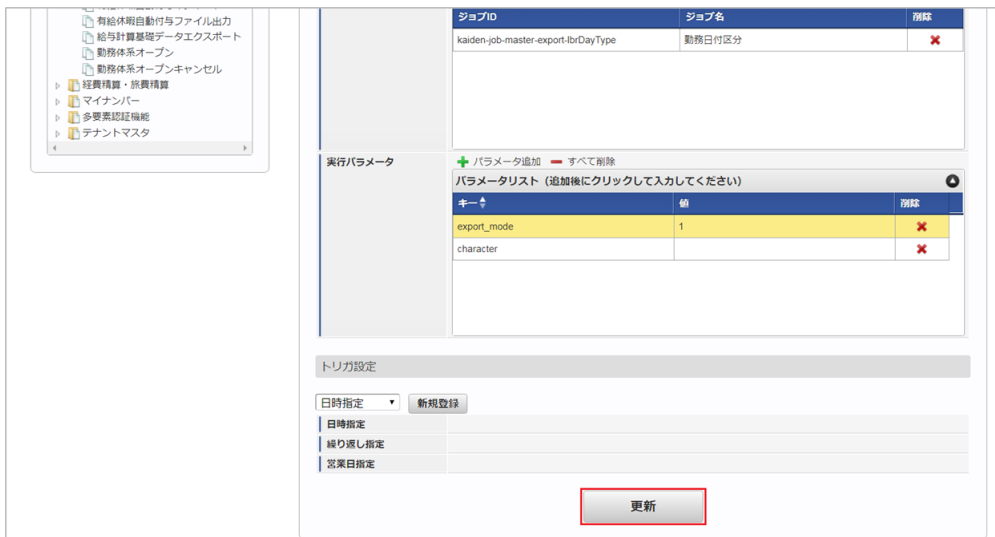 有給休暇自動付与ファイル出力
給与計算基礎データエクスポート
勤務体系オープン
勤務体系オープンキャンセル
経費精算・旅費精算
マイナンバー
多要素認証機能
テナントマスタ
ジョブID ジョブ名 削除
kaiden-job-master-export-lbrDayType 勤務日付区分
実行パラメータ
パラメータ追加 すべて削除
パラメータリスト（追加後にクリックして入力してください）
キー 値 削除
export_mode 1
character
トリガ設定
日時指定 新規登録
日時指定
繰り返し指定
営業日指定
更新